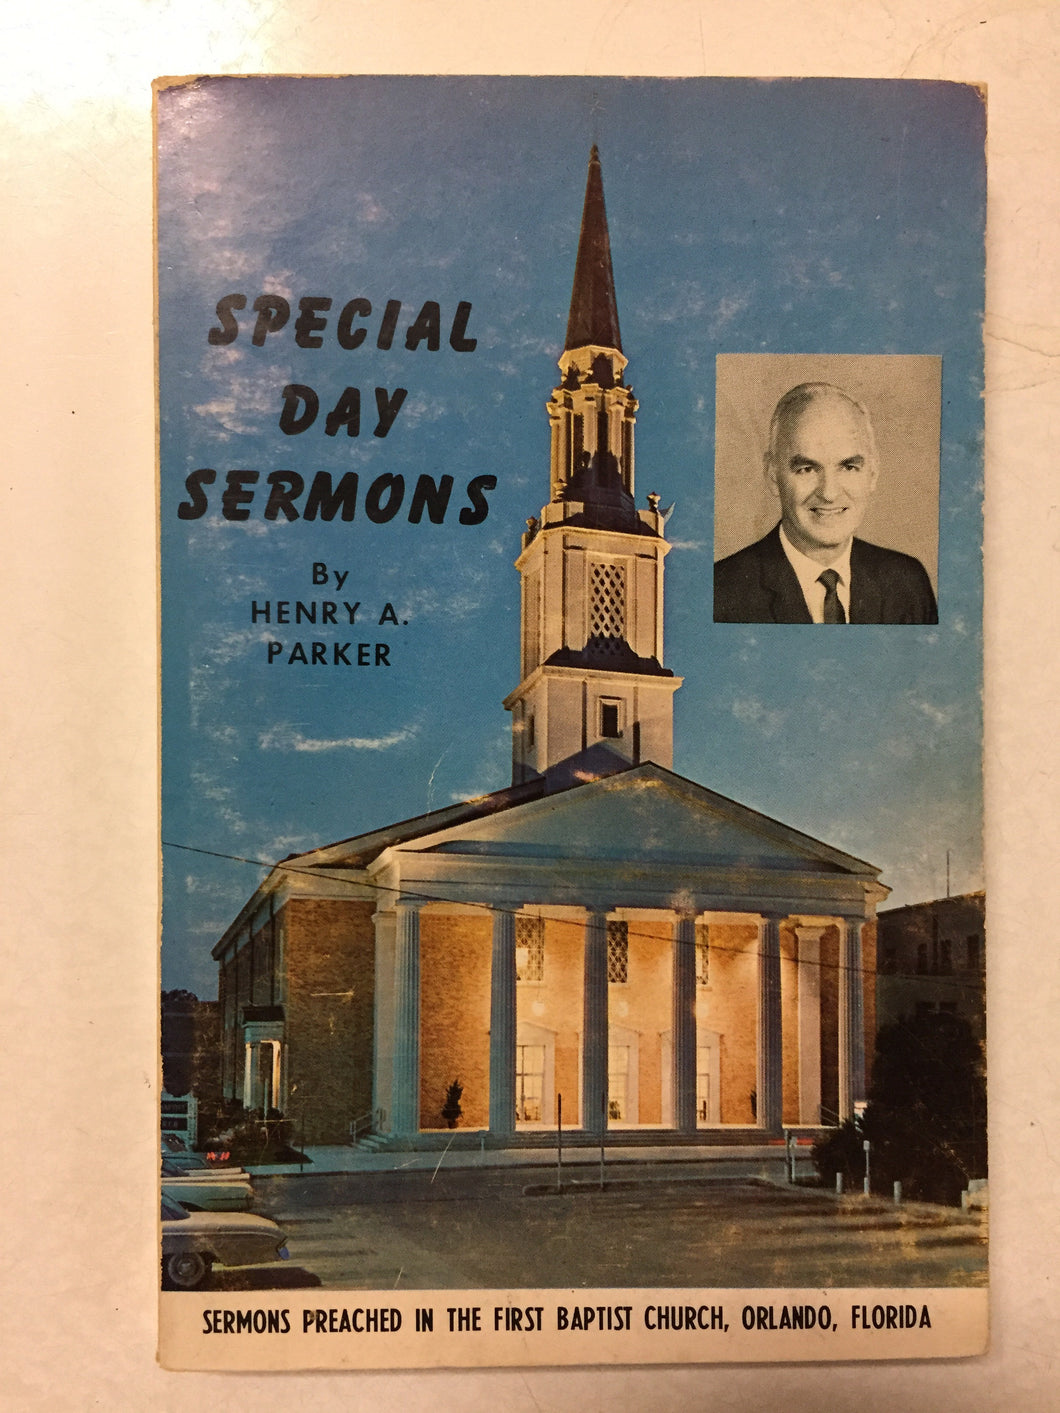 SPECIAL
DAY
SERMONS
By
HENRY A.
PARKER
SERMONS PREACHED IN THE FIRST BAPTIST CHURCH, ORLANDO, FLORIDA